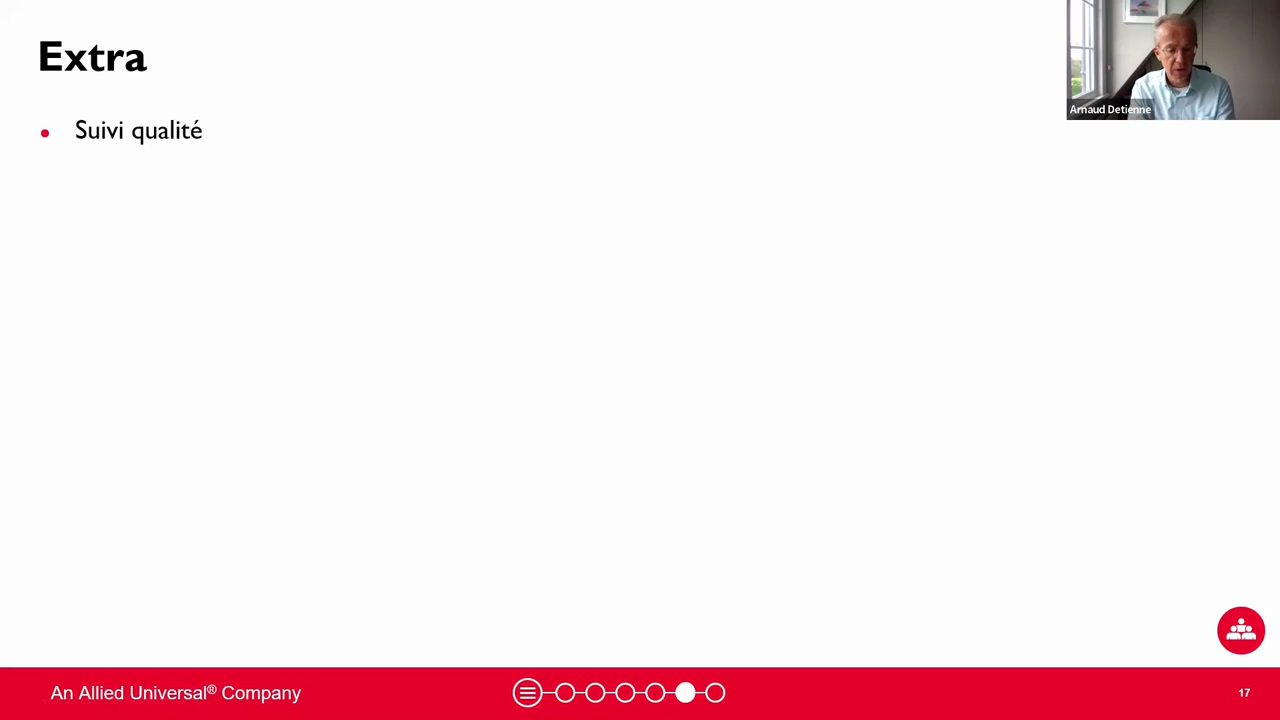 Extra
Arnaud Detienne
• Suivi qualité
An Allied Universal® Company
17